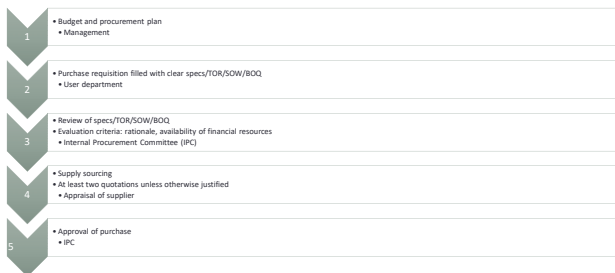 1
• Budget and procurement plan
• Management
2
• Purchase requisition filled with clear specs/TOR/SOW/BOQ
• User department
3
• Review of specs/TOR/SOW/BOQ
• Evaluation criteria: rationale, availability of financial resources
• Internal Procurement Committee (IPC)
4
• Supply sourcing
• At least two quotations unless otherwise justified
• Appraisal of supplier
5
• Approval of purchase
• IPC